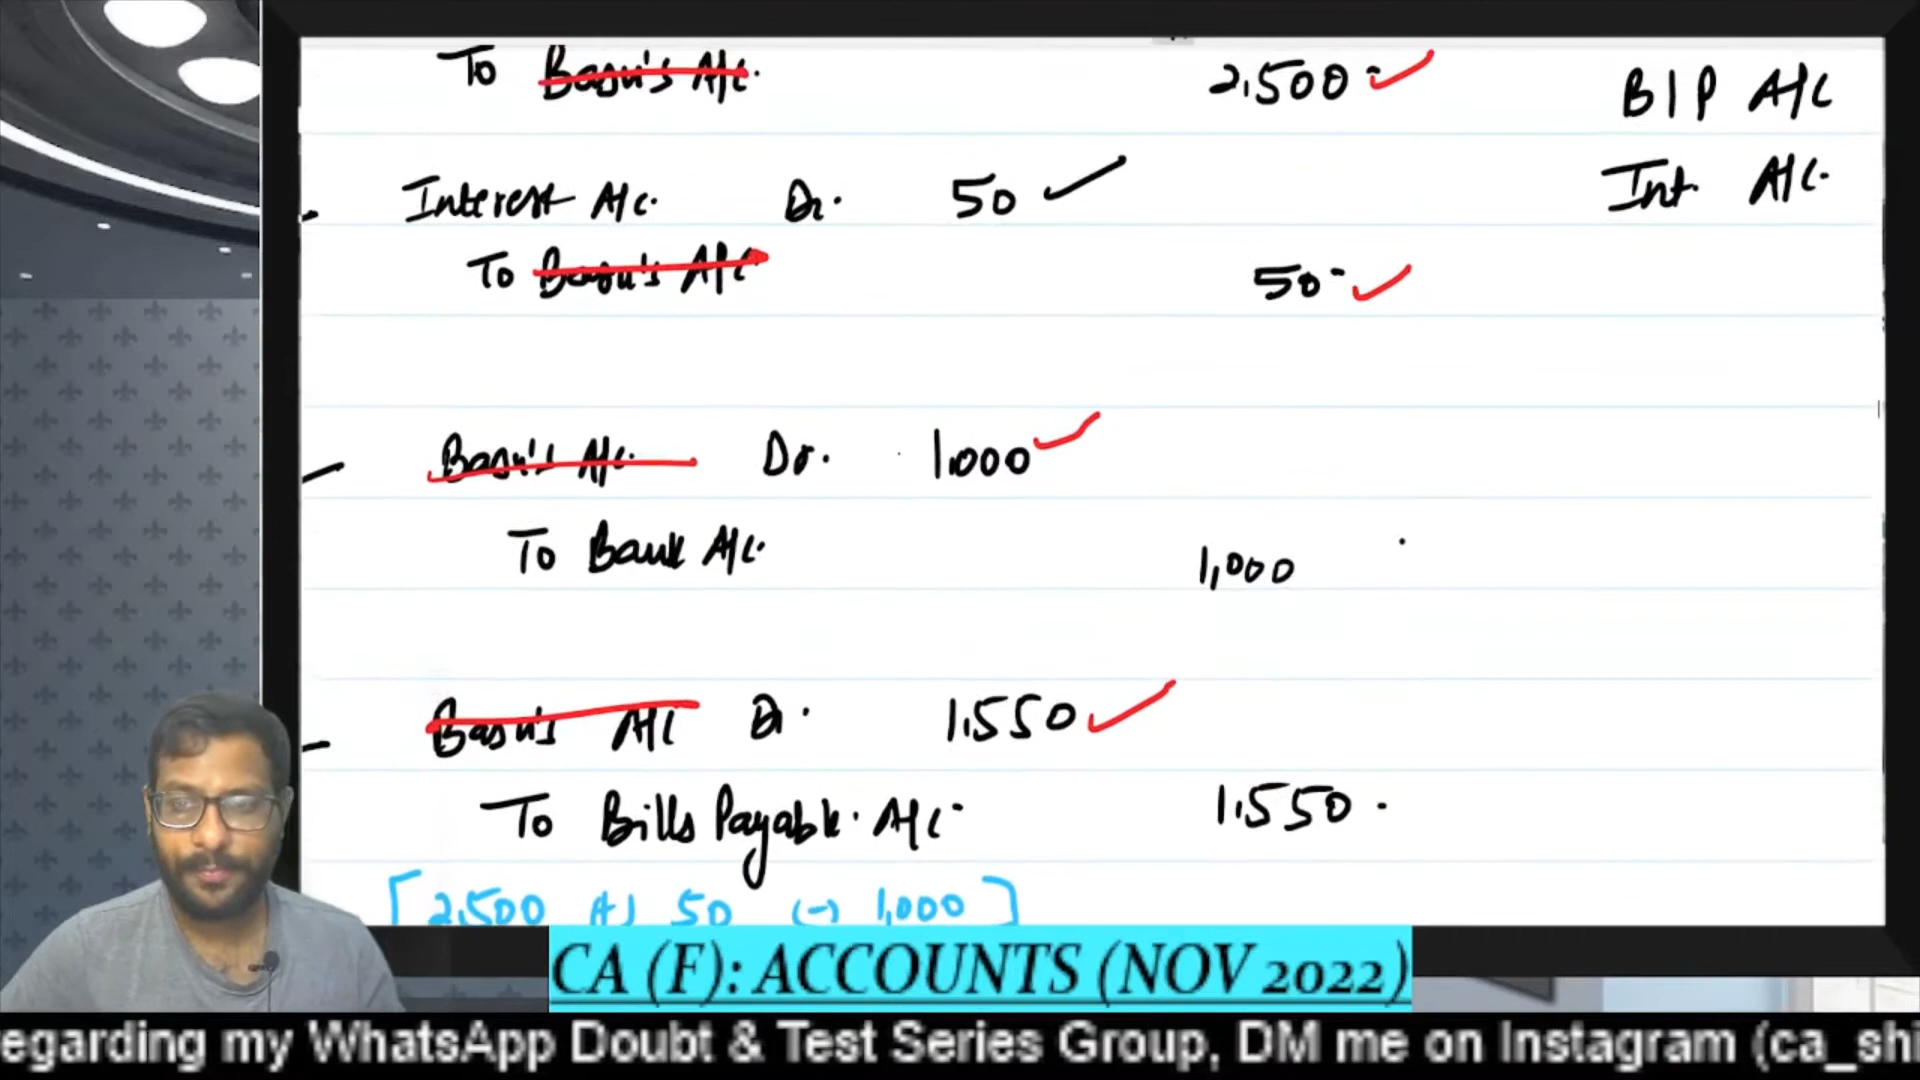 To Basu's A/c. 2,500 B/P A/c
Interest A/c. Dr. 50 Int. A/c.
To Basu's A/c 50
Basu's A/c. Dr. 1,000
To Bank A/c. 1,000
Basu's A/c Dr. 1,550
To Bills Payable. A/c 1,550
[2,500 (+) 50 (-) 1,000]
CA (F): ACCOUNTS (NOV 2022)
egarding my WhatsApp Doubt & Test Series Group, DM me on Instagram (ca_shi